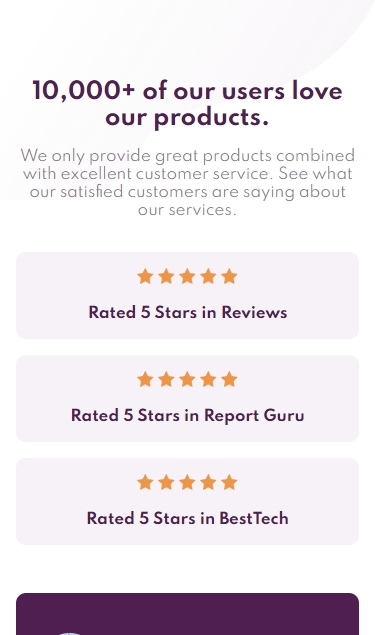 10,000+ of our users love
our products.
We only provide great products combined
with excellent customer service. See what
our satisfied customers are saying about
our services.
Rated 5 Stars in Reviews
Rated 5 Stars in Report Guru
Rated 5 Stars in BestTech